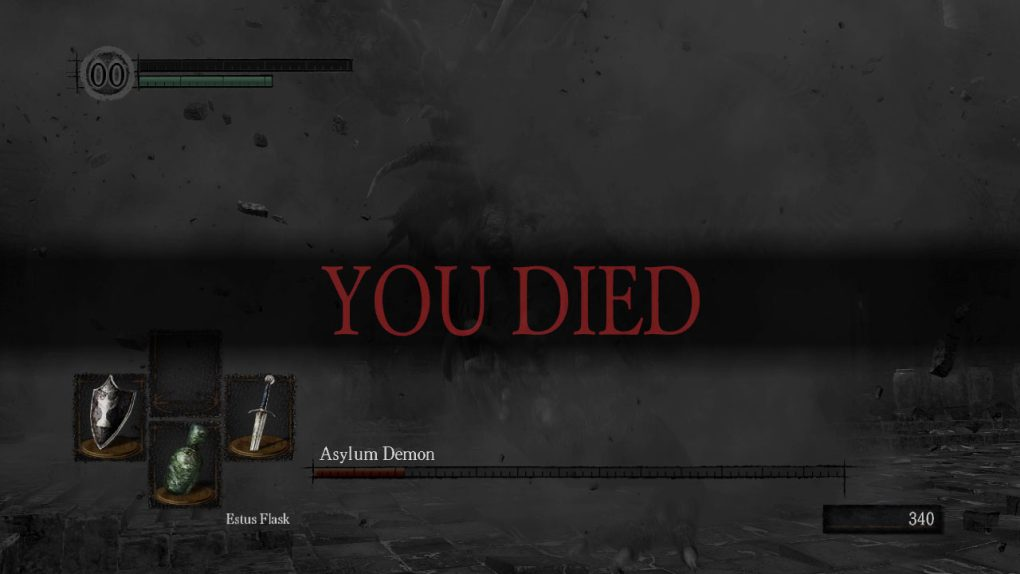 00
YOU DIED
Asylum Demon
Estus Flask
340